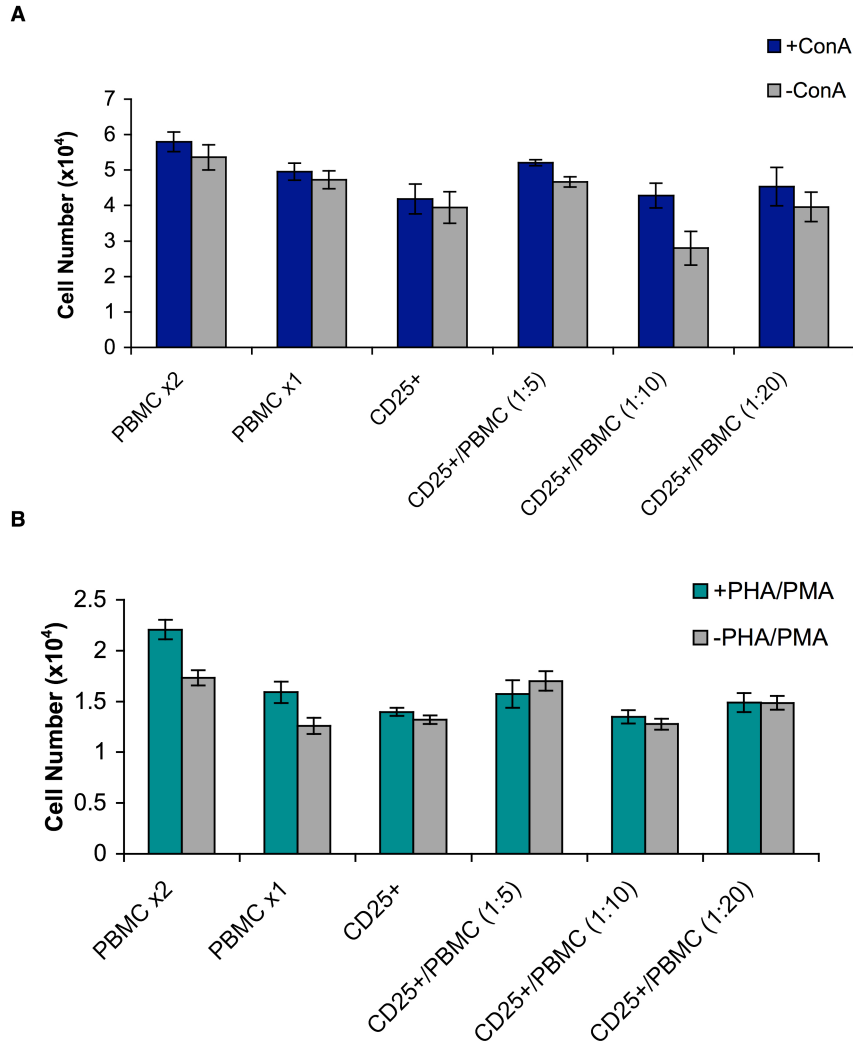 A
+ConA
-ConA
Cell Number (x10⁴)
7
6
5
4
3
2
1
0
PBMC x2
PBMC x1
CD25+
CD25+/PBMC (1:5)
CD25+/PBMC (1:10)
CD25+/PBMC (1:20)
B
+PHA/PMA
-PHA/PMA
Cell Number (x10⁴)
2.5
2
1.5
1
0.5
0
PBMC x2
PBMC x1
CD25+
CD25+/PBMC (1:5)
CD25+/PBMC (1:10)
CD25+/PBMC (1:20)